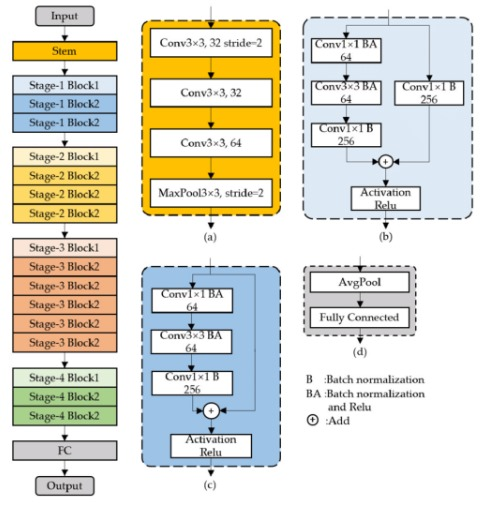 Input
Stem
Stage-1 Block1
Stage-1 Block2
Stage-1 Block2
Stage-2 Block1
Stage-2 Block2
Stage-2 Block2
Stage-2 Block2
Stage-3 Block1
Stage-3 Block2
Stage-3 Block2
Stage-3 Block2
Stage-3 Block2
Stage-3 Block2
Stage-4 Block1
Stage-4 Block2
Stage-4 Block2
FC
Output
Conv3×3, 32 stride=2
Conv3×3, 32
Conv3×3, 64
MaxPool3×3, stride=2
(a)
Conv1×1 BA
64
Conv3×3 BA
64
Conv1×1 B
256
Conv1×1 B
256
+
Activation
Relu
(b)
Conv1×1 BA
64
Conv3×3 BA
64
Conv1×1 B
256
+
Activation
Relu
(c)
AvgPool
Fully Connected
(d)
B :Batch normalization
BA :Batch normalization
and Relu
⊕ :Add